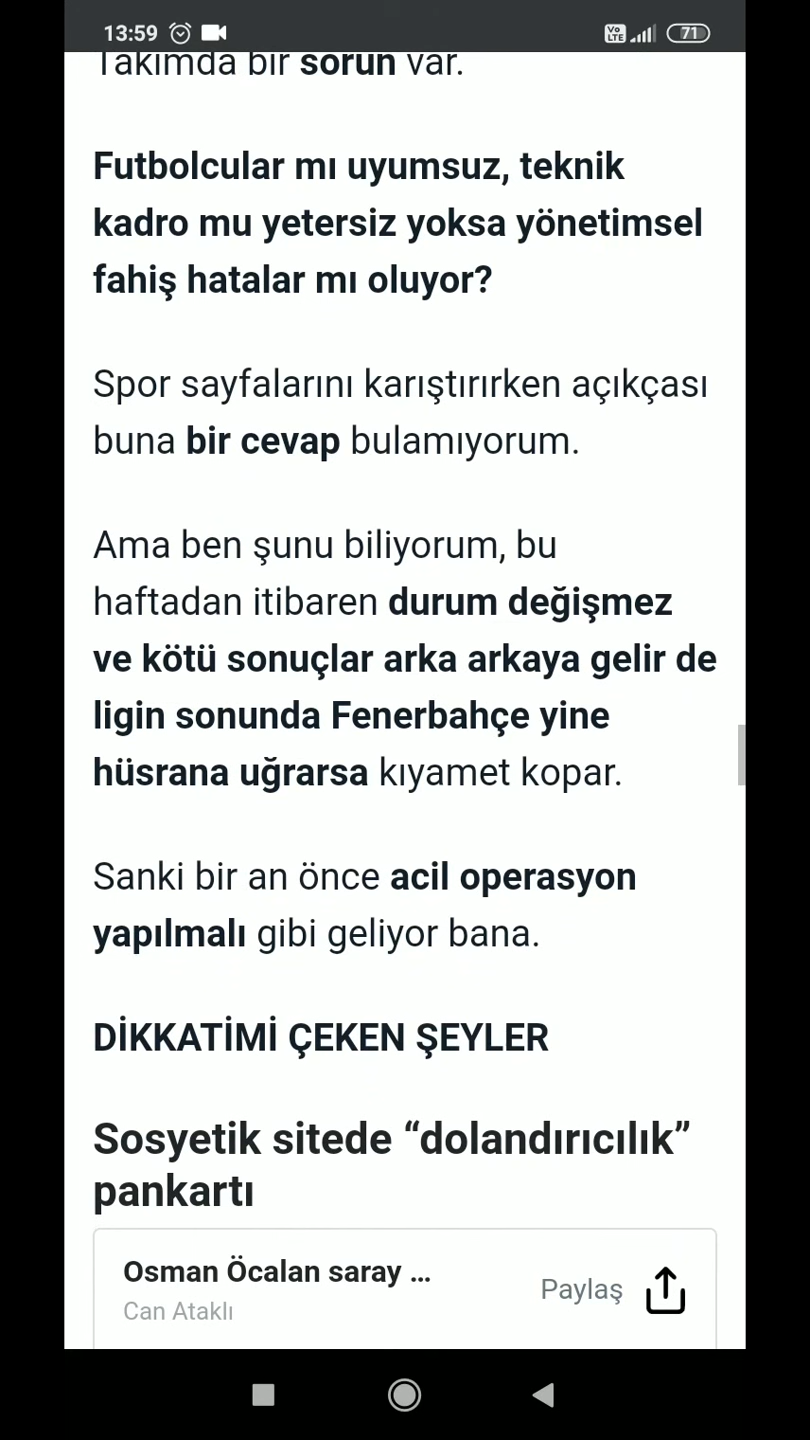 13:59
Vo LTE
71
Takımda bir sorun var.
Futbolcular mı uyumsuz, teknik
kadro mu yetersiz yoksa yönetimsel
fahiş hatalar mı oluyor?
Spor sayfalarını karıştırırken açıkçası
buna bir cevap bulamıyorum.
Ama ben şunu biliyorum, bu
haftadan itibaren durum değişmez
ve kötü sonuçlar arka arkaya gelir de
ligin sonunda Fenerbahçe yine
hüsrana uğrarsa kıyamet kopar.
Sanki bir an önce acil operasyon
yapılmalı gibi geliyor bana.
DİKKATİMİ ÇEKEN ŞEYLER
Sosyetik sitede “dolandırıcılık”
pankartı
Osman Öcalan saray ...
Paylaş
Can Ataklı